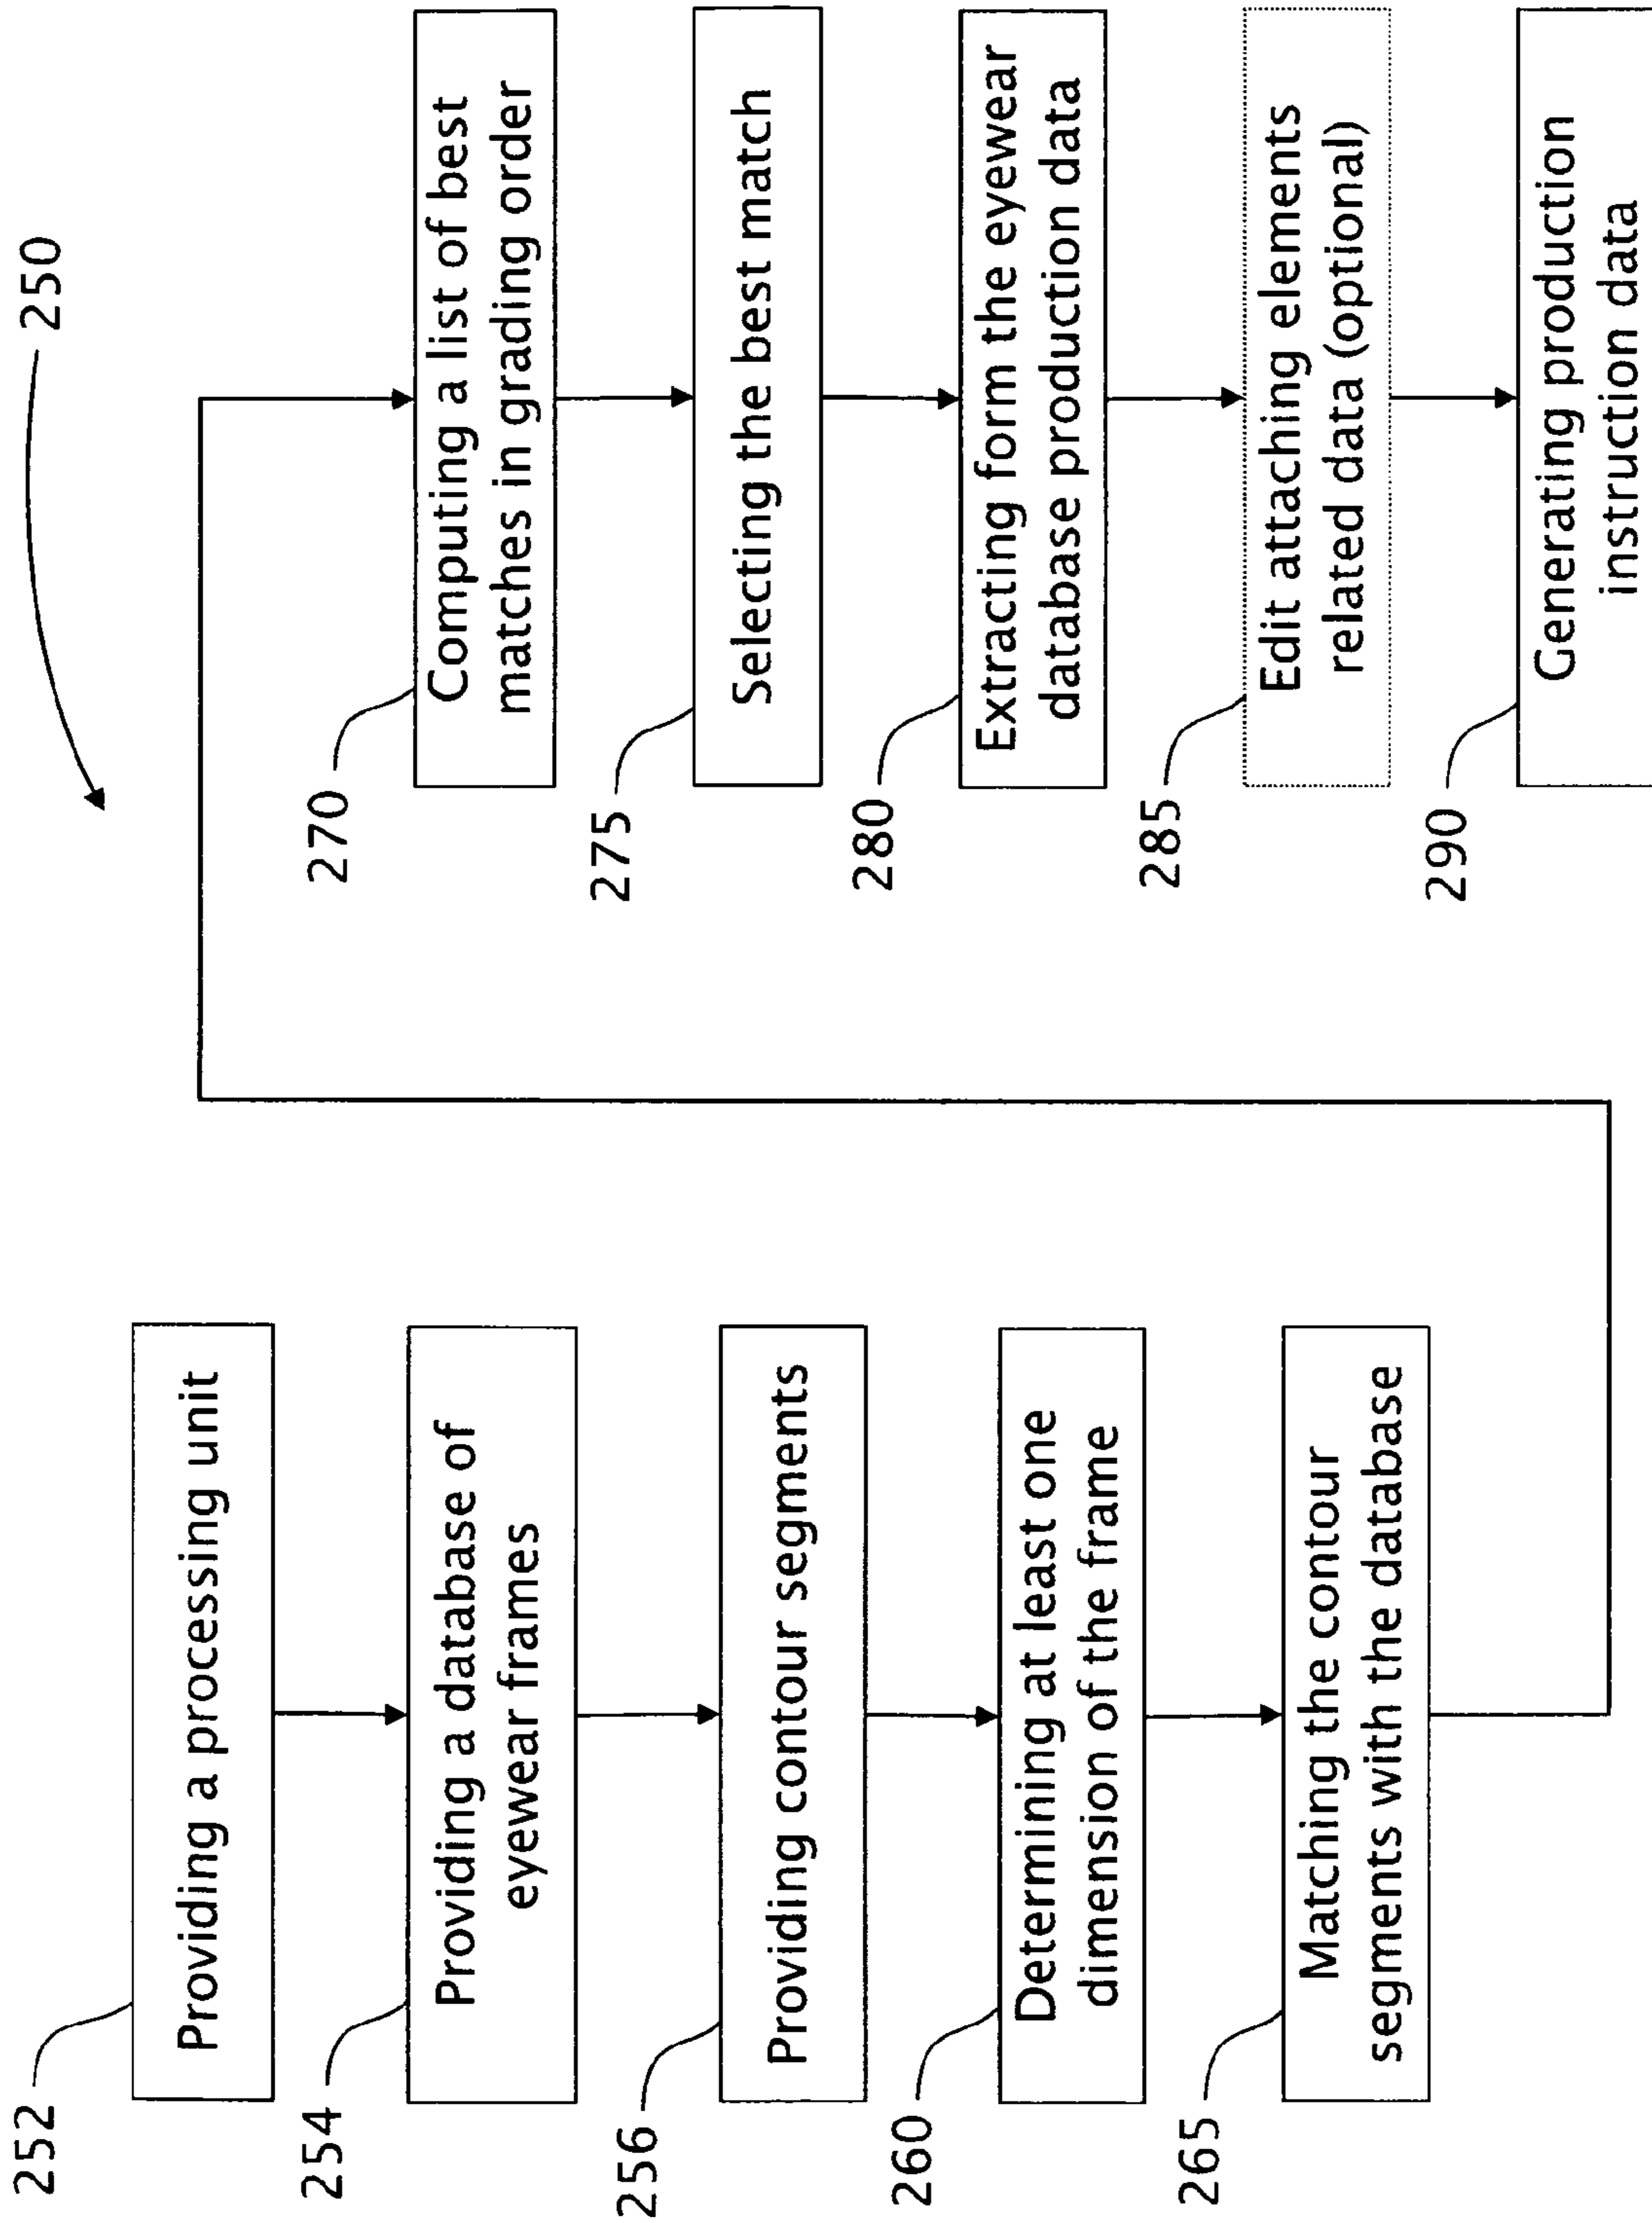 250
252
Providing a processing unit
254
Providing a database of
eyewear frames
256
Providing contour segments
260
Determining at least one
dimension of the frame
265
Matching the contour
segments with the database
270
Computing a list of best
matches in grading order
275
Selecting the best match
280
Extracting form the eyewear
database production data
285
Edit attaching elements
related data (optional)
290
Generating production
instruction data